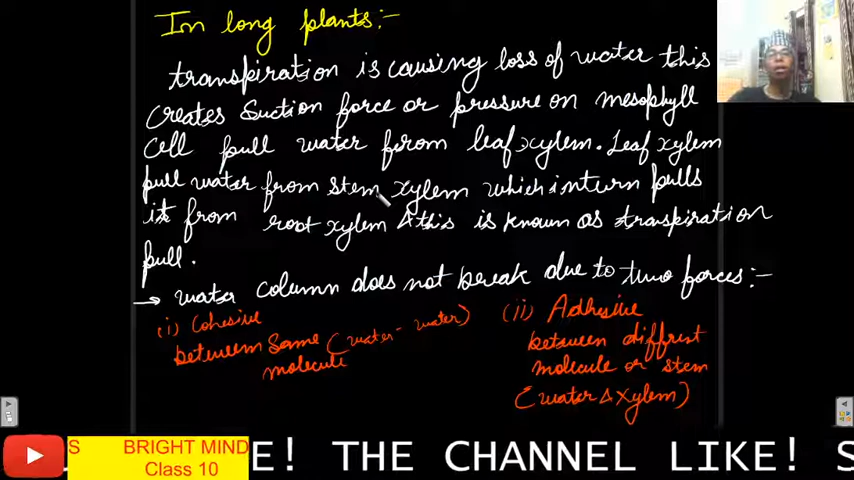 In long plants:-
transpiration is causing loss of water this
creates Suction force or pressure on mesophyll
Cell pull water from leaf xylem. Leaf xylem
pull water from stem xylem which inturn pulls
it from root xylem & this is known as transpiration
pull.
→ water column does not break due to two forces:-
(i) Cohesive
between Same (water-water)
molecule
(ii) Adhesive
between diffrent
molecule or stem
(water & Xylem)
S BRIGHT MIND
Class 10
E! THE CHANNEL LIKE! S